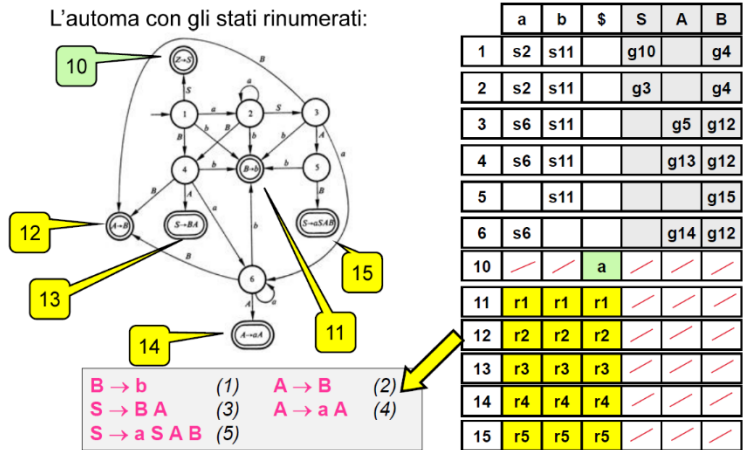 L'automa con gli stati rinumerati:
10
Z→S
B
S
a
1
a
2
S
3
B
b
B
b
b
A
a
4
b
B→b
b
5
B
A
a
b
B
12
A→B
S→BA
S→aSAB
13
B
6
a
15
A
14
A→aA
11
B → b (1) A → B (2)
S → B A (3) A → a A (4)
S → a S A B (5)
a b $ S A B
1 s2 s11 g10 g4
2 s2 s11 g3 g4
3 s6 s11 g5 g12
4 s6 s11 g13 g12
5 s11 g15
6 s6 g14 g12
10 a
11 r1 r1 r1
12 r2 r2 r2
13 r3 r3 r3
14 r4 r4 r4
15 r5 r5 r5